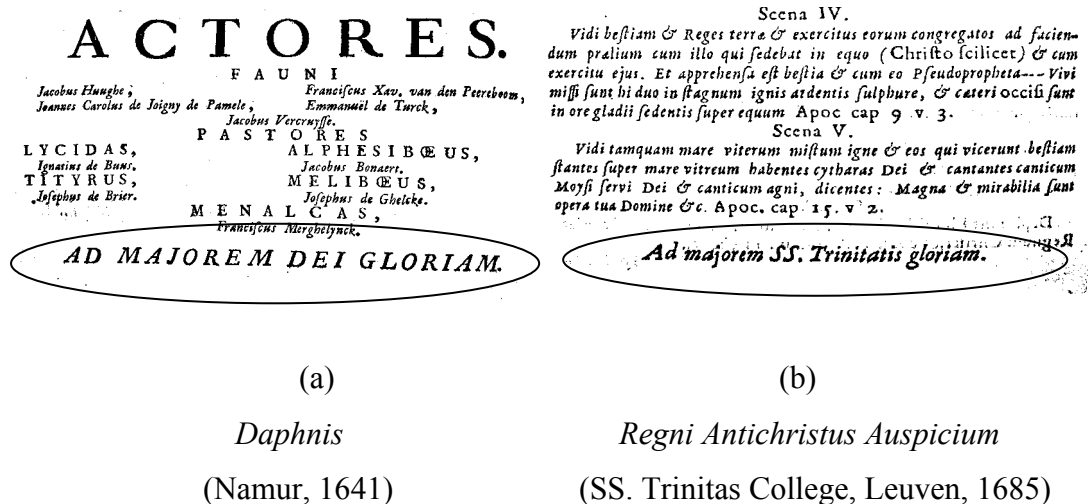 ACTORES.
FAUNI
Jacobus Huughe, Franciſcus Xav. van den Peereboom,
Joannes Carolus de Joigny de Pamele, Emmanuël de Turck,
Jacobus Vercruyſſe.
PASTORES
LYCIDAS, ALPHESIBŒUS,
Ignatius de Buus. Jacobus Bonaert.
TITYRUS, MELIBŒUS,
Joſephus de Brier. Joſephus de Ghelcke.
MENALCAS,
Franciſcus Merghelynck.
AD MAJOREM DEI GLORIAM.
Scena IV.
Vidi beſtiam & Reges terræ & exercitus eorum congregatos ad facien-
dum prælium cum illo qui ſedebat in equo (Chriſto ſcilicet) & cum
exercitu ejus. Et apprehenſa eſt beſtia & cum eo Pſeudopropheta--- Vivi
miſſi ſunt hi duo in ſtagnum ignis ardentis ſulphure, & cæteri occiſi ſunt
in ore gladii ſedentis ſuper equum Apoc cap 9 v. 3.
Scena V.
Vidi tamquam mare viterum miſtum igne & eos qui vicerunt beſtiam
ſtantes ſuper mare vitreum habentes cytharas Dei & cantantes canticum
Moyſi ſervi Dei & canticum agni, dicentes: Magna & mirabilia ſunt
opera tua Domine &c. Apoc. cap 15. v 2.
Ad majorem SS. Trinitatis gloriam.
(a)
Daphnis
(Namur, 1641)
(b)
Regni Antichristus Auspicium
(SS. Trinitas College, Leuven, 1685)